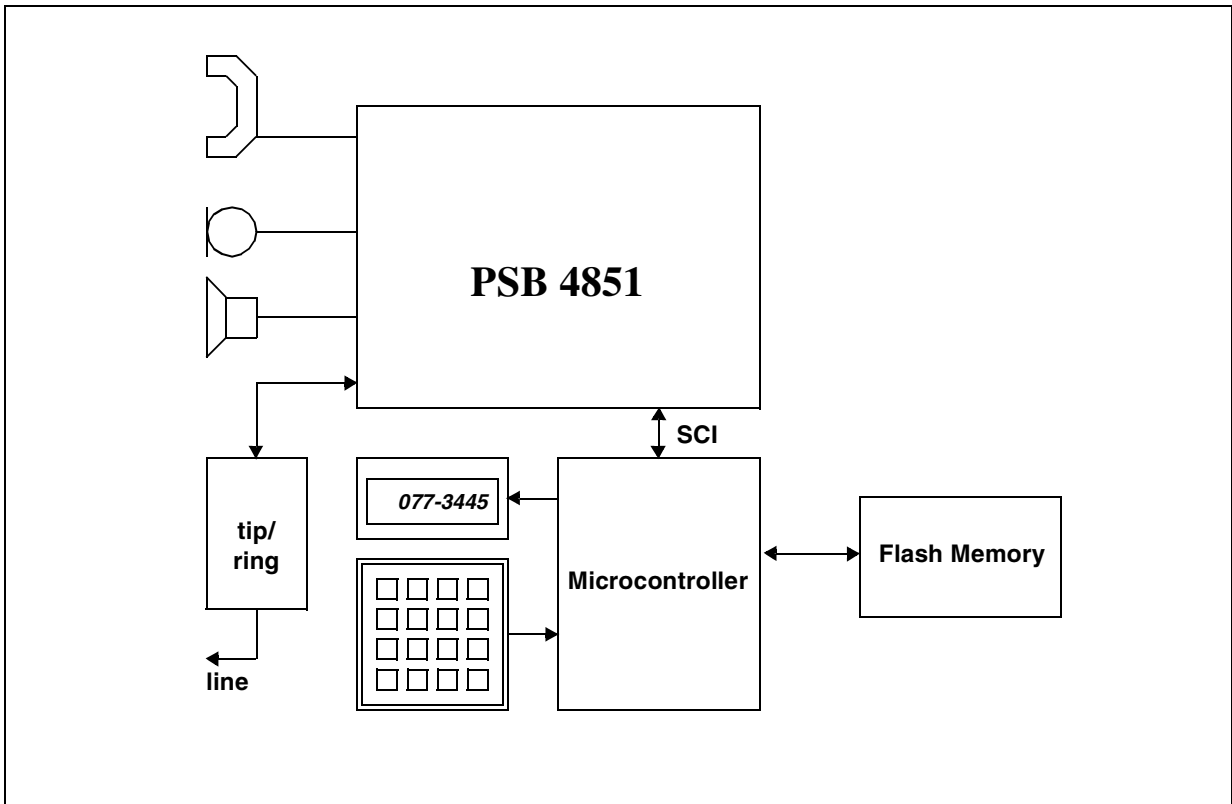 PSB 4851
SCI
077-3445
tip/
ring
Microcontroller
Flash Memory
line